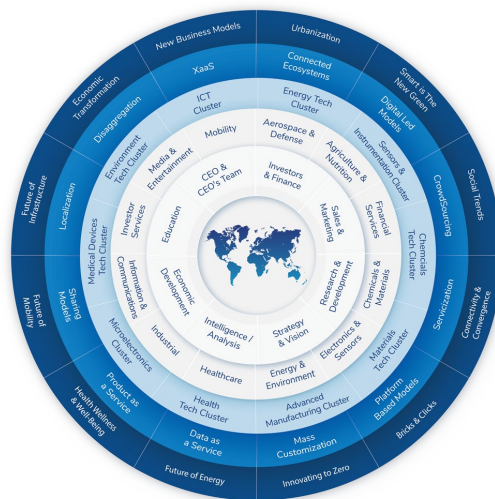 New Business Models
Urbanization
Smart is The
New Green
Social Trends
Connectivity &
Convergence
Bricks & Clicks
Innovating to Zero
Future of Energy
Health Wellness
& Well-Being
Future of
Mobility
Future of
Infrastructure
Economic
Transformation
XaaS
Connected
Ecosystems
Digital Led
Models
CrowdSourcing
Servicization
Platform
Based Models
Mass
Customization
Data as
a Service
Product as
a Service
Sharing
Models
Localization
Disaggregation
ICT
Cluster
Energy Tech
Cluster
Sensors &
Instrumentation Cluster
Chemcials
Tech Cluster
Materials
Tech Cluster
Advanced
Manufacturing Cluster
Health
Tech Cluster
Microelectronics
Cluster
Medical Devices
Tech Cluster
Environment
Tech Cluster
Mobility
Aerospace &
Defense
Agriculture &
Nutrition
Financial
Services
Chemicals &
Materials
Electronics &
Sensors
Energy &
Environment
Healthcare
Industrial
Information &
Communications
Investor
Services
Media &
Entertainment
CEO &
CEO's Team
Investors
& Finance
Sales &
Marketing
Research &
Development
Strategy
& Vision
Intelligence /
Analysis
Economic
Development
Education